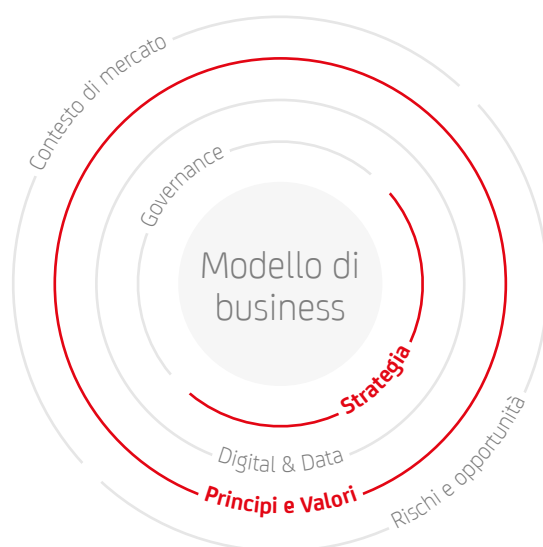 Contesto di mercato
Governance
Modello di
business
Strategia
Digital & Data
Principi e Valori
Rischi e opportunità